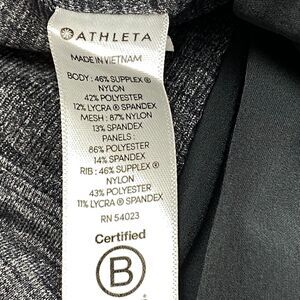 ATHLETA
MADE IN VIETNAM
BODY : 46% SUPPLEX ®
NYLON
42% POLYESTER
12% LYCRA ® SPANDEX
MESH : 87% NYLON
13% SPANDEX
PANELS :
86% POLYESTER
14% SPANDEX
RIB : 46% SUPPLEX ®
NYLON
43% POLYESTER
11% LYCRA ® SPANDEX
RN 54023
Certified
B
®